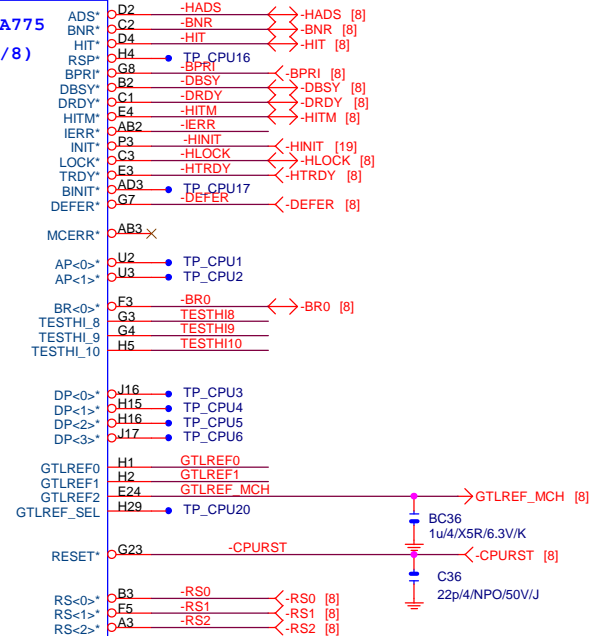 A775
/8)
ADS* D2 -HADS -HADS [8]
BNR* C2 -BNR -BNR [8]
HIT* D4 -HIT -HIT [8]
RSP* H4 TP_CPU16
BPRI* G8 -BPRI -BPRI [8]
DBSY* B2 -DBSY -DBSY [8]
DRDY* C1 -DRDY -DRDY [8]
HITM* E4 -HITM -HITM [8]
IERR* AB2 -IERR
INIT* P3 -HINIT -HINIT [19]
LOCK* C3 -HLOCK -HLOCK [8]
TRDY* E3 -HTRDY -HTRDY [8]
BINIT* AD3 TP_CPU17
DEFER* G7 -DEFER -DEFER [8]
MCERR* AB3
AP<0>* U2 TP_CPU1
AP<1>* U3 TP_CPU2
BR<0>* F3 -BR0 -BR0 [8]
TESTHI_8 G3 TESTHI8
TESTHI_9 G4 TESTHI9
TESTHI_10 H5 TESTHI10
DP<0>* J16 TP_CPU3
DP<1>* H15 TP_CPU4
DP<2>* H16 TP_CPU5
DP<3>* J17 TP_CPU6
GTLREF0 H1 GTLREF0
GTLREF1 H2 GTLREF1
GTLREF2 E24 GTLREF_MCH GTLREF_MCH [8]
GTLREF_SEL H29 TP_CPU20
BC36
1u/4/X5R/6.3V/K
RESET* G23 -CPURST -CPURST [8]
C36
22p/4/NPO/50V/J
RS<0>* B3 -RS0 -RS0 [8]
RS<1>* F5 -RS1 -RS1 [8]
RS<2>* A3 -RS2 -RS2 [8]